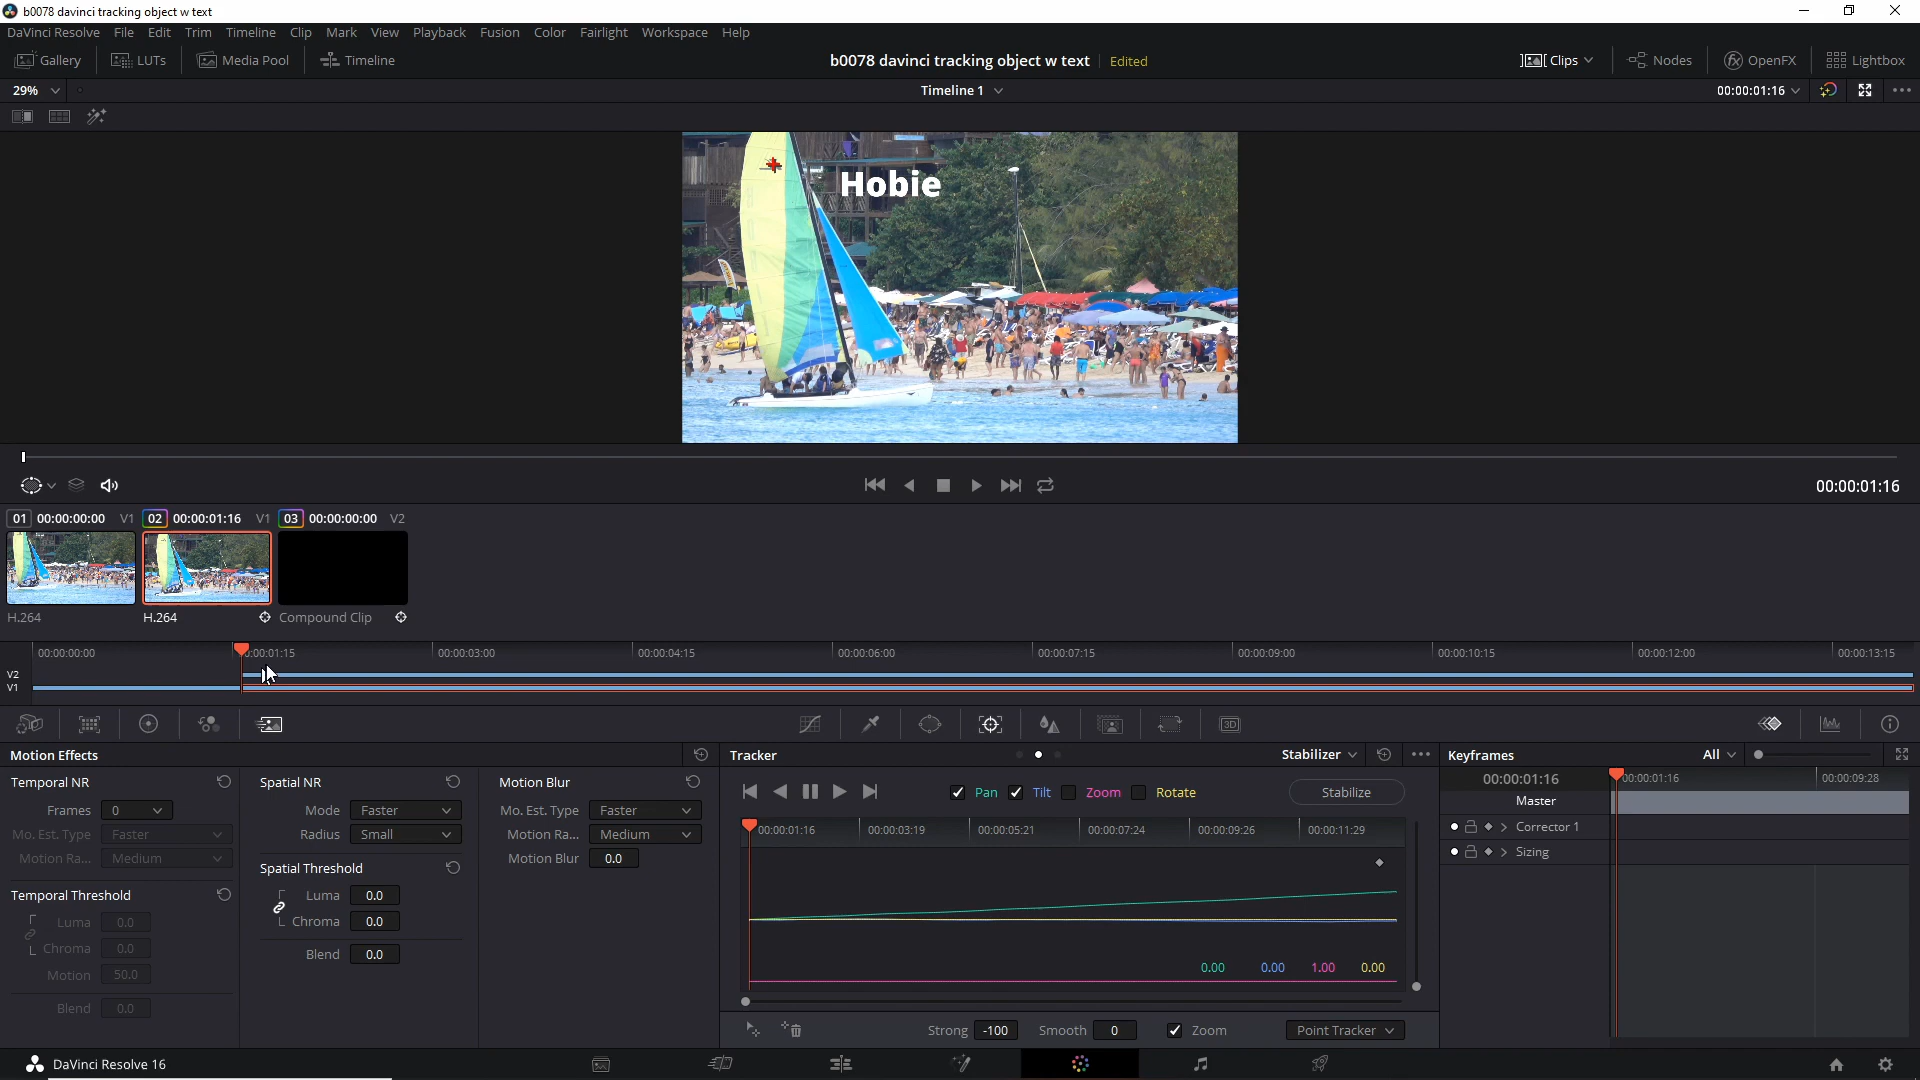 b0078 davinci tracking object w text
DaVinci Resolve File Edit Trim Timeline Clip Mark View Playback Fusion Color Fairlight Workspace Help
Gallery LUTs Media Pool Timeline b0078 davinci tracking object w text Edited Clips Nodes fx OpenFX Lightbox
29% Timeline 1 00:00:01:16
Hobie
00:00:01:16
01 00:00:00:00 V1 02 00:00:01:16 V1 03 00:00:00:00 V2
H.264 H.264 Compound Clip
00:00:00:00 00:00:01:15 00:00:03:00 00:00:04:15 00:00:06:00 00:00:07:15 00:00:09:00 00:00:10:15 00:00:12:00 00:00:13:15
V2
V1
3D
Motion Effects Tracker Stabilizer Keyframes All
Temporal NR Spatial NR Motion Blur 00:00:01:16 00:00:01:16 00:00:09:28
Pan Tilt Zoom Rotate Stabilize
Frames 0 Mode Faster Mo. Est. Type Faster Master
Mo. Est. Type Faster Radius Small Motion Ra... Medium 00:00:01:16 00:00:03:19 00:00:05:21 00:00:07:24 00:00:09:26 00:00:11:29 Corrector 1
Motion Ra... Medium Motion Blur 0.0 Sizing
Spatial Threshold
Temporal Threshold Luma 0.0
Luma 0.0 Chroma 0.0
Chroma 0.0 Blend 0.0
Motion 50.0 0.00 0.00 1.00 0.00
Blend 0.0
Strong -100 Smooth 0 Zoom Point Tracker
DaVinci Resolve 16